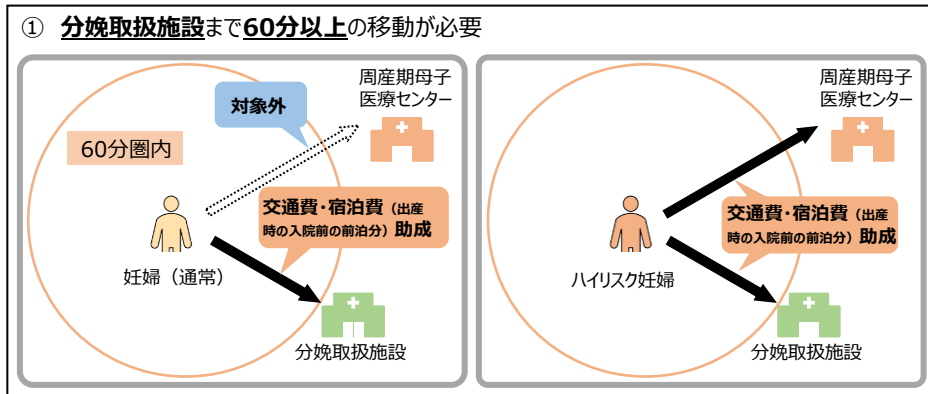 ① 分娩取扱施設まで60分以上の移動が必要
周産期母子
医療センター
対象外
60分圏内
交通費・宿泊費（出産
時の入院前の前泊分）助成
妊婦（通常）
分娩取扱施設
周産期母子
医療センター
交通費・宿泊費（出産
時の入院前の前泊分）助成
ハイリスク妊婦
分娩取扱施設